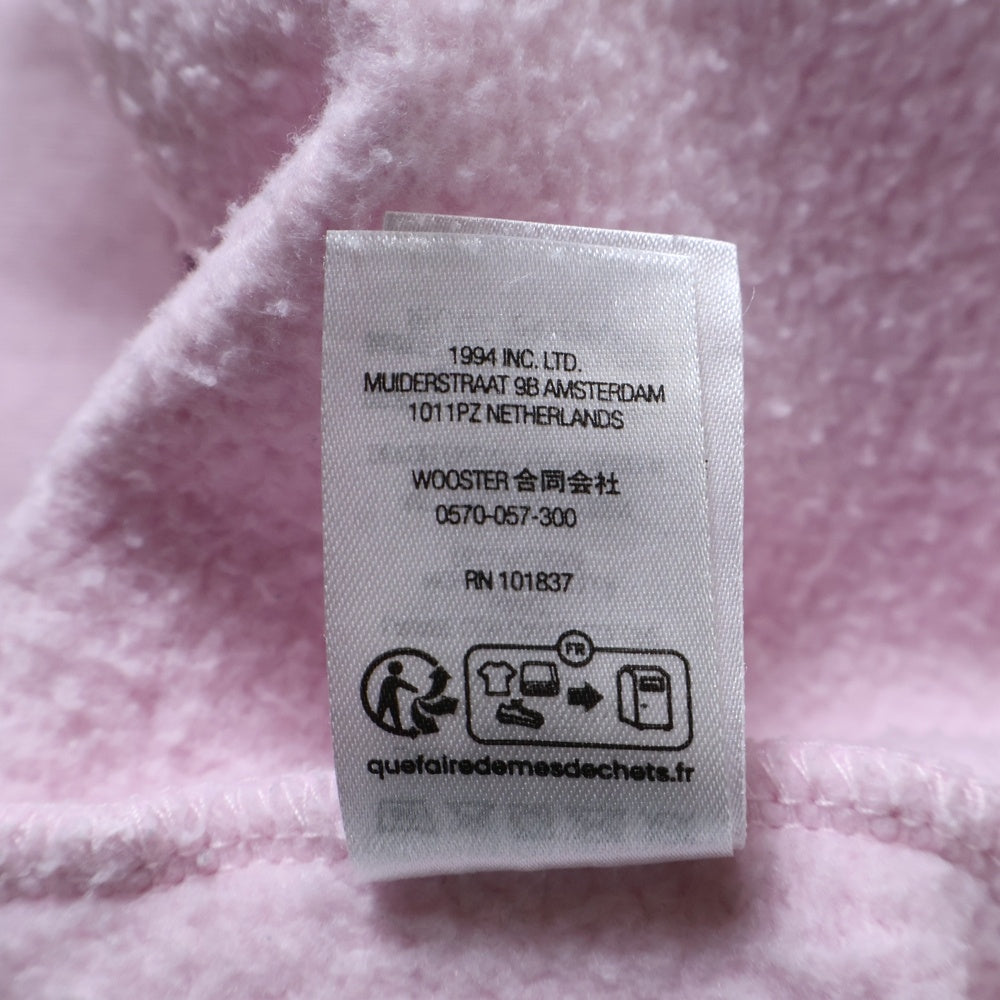 1994 INC. LTD.
MUIDERSTRAAT 9B AMSTERDAM
1011PZ NETHERLANDS
WOOSTER 合同会社
0570-057-300
RN 101837
FR
quefairedemesdechets.fr